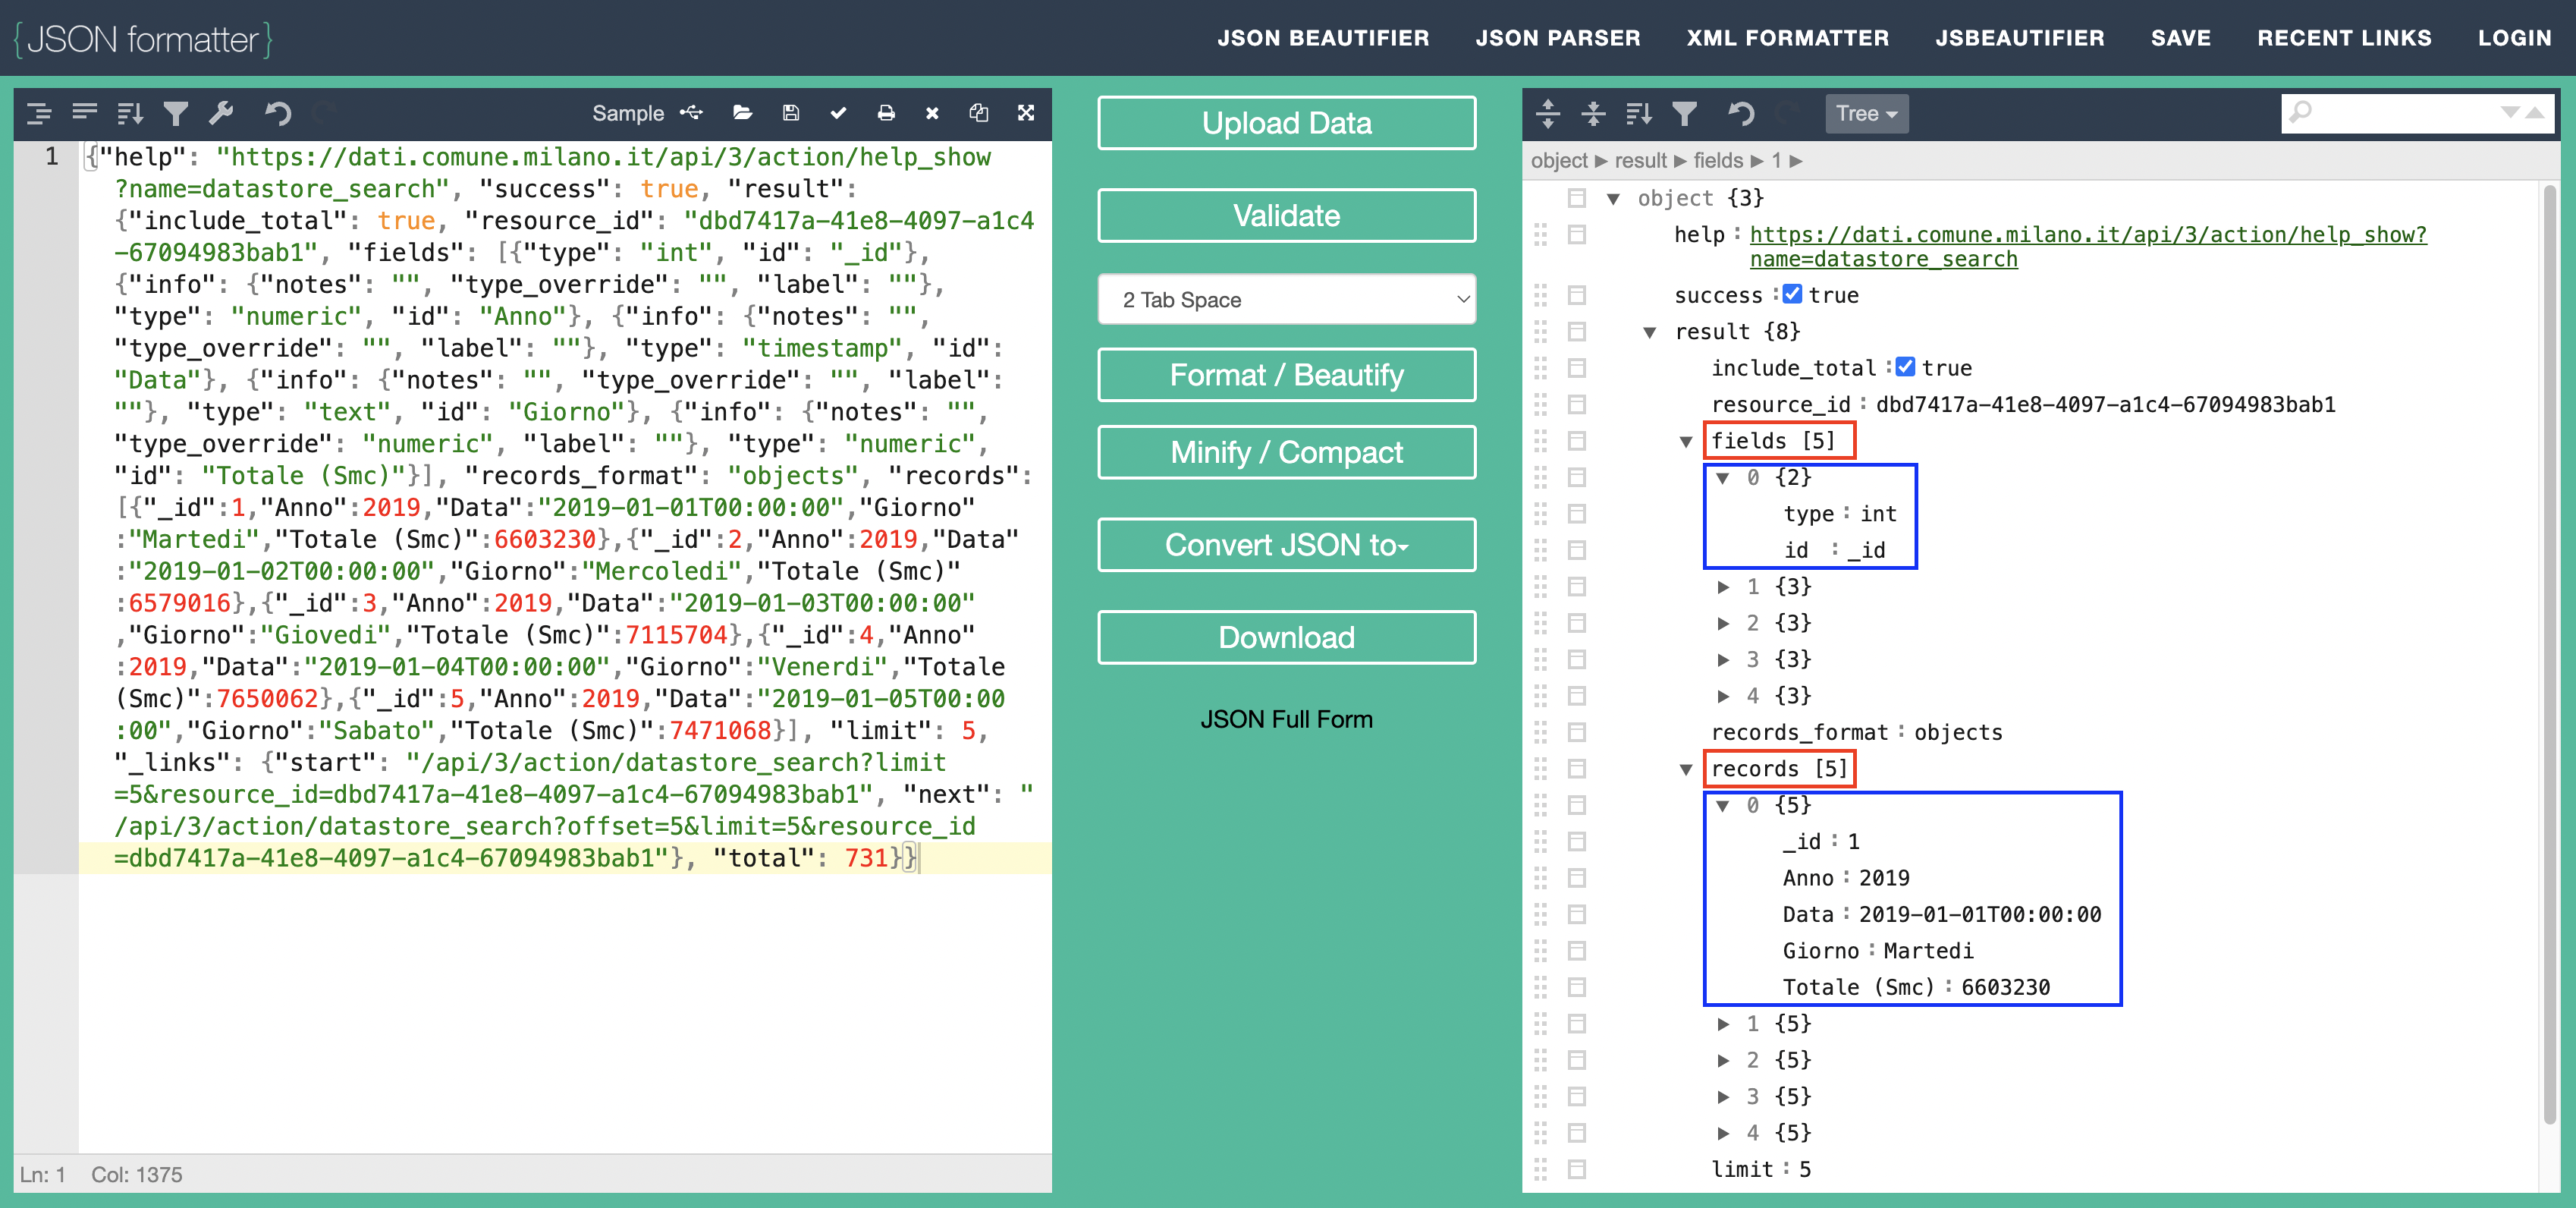 {JSON formatter}
JSON BEAUTIFIER JSON PARSER XML FORMATTER JSBEAUTIFIER SAVE RECENT LINKS LOGIN
Sample
1 {"help": "https://dati.comune.milano.it/api/3/action/help_show
?name=datastore_search", "success": true, "result":
{"include_total": true, "resource_id": "dbd7417a-41e8-4097-a1c4
-67094983bab1", "fields": [{"type": "int", "id": "_id"},
{"info": {"notes": "", "type_override": "", "label": ""},
"type": "numeric", "id": "Anno"}, {"info": {"notes": "",
"type_override": "", "label": ""}, "type": "timestamp", "id":
"Data"}, {"info": {"notes": "", "type_override": "", "label":
""}, "type": "text", "id": "Giorno"}, {"info": {"notes": "",
"type_override": "numeric", "label": ""}, "type": "numeric",
"id": "Totale (Smc)"}], "records_format": "objects", "records":
[{"_id":1,"Anno":2019,"Data":"2019-01-01T00:00:00","Giorno"
:"Martedi","Totale (Smc)":6603230},{"_id":2,"Anno":2019,"Data"
:"2019-01-02T00:00:00","Giorno":"Mercoledi","Totale (Smc)"
:6579016},{"_id":3,"Anno":2019,"Data":"2019-01-03T00:00:00"
,"Giorno":"Giovedi","Totale (Smc)":7115704},{"_id":4,"Anno"
:2019,"Data":"2019-01-04T00:00:00","Giorno":"Venerdi","Totale
(Smc)":7650062},{"_id":5,"Anno":2019,"Data":"2019-01-05T00:00
:00","Giorno":"Sabato","Totale (Smc)":7471068}], "limit": 5,
"_links": {"start": "/api/3/action/datastore_search?limit
=5&resource_id=dbd7417a-41e8-4097-a1c4-67094983bab1", "next": "
/api/3/action/datastore_search?offset=5&limit=5&resource_id
=dbd7417a-41e8-4097-a1c4-67094983bab1"}, "total": 731}}
Ln: 1 Col: 1375
Upload Data
Validate
2 Tab Space
Format / Beautify
Minify / Compact
Convert JSON to
Download
JSON Full Form
Tree
object ► result ► fields ► 1 ►
object {3}
help : https://dati.comune.milano.it/api/3/action/help_show?
name=datastore_search
success : true
result {8}
include_total : true
resource_id : dbd7417a-41e8-4097-a1c4-67094983bab1
fields [5]
0 {2}
type : int
id : _id
1 {3}
2 {3}
3 {3}
4 {3}
records_format : objects
records [5]
0 {5}
_id : 1
Anno : 2019
Data : 2019-01-01T00:00:00
Giorno : Martedi
Totale (Smc) : 6603230
1 {5}
2 {5}
3 {5}
4 {5}
limit : 5